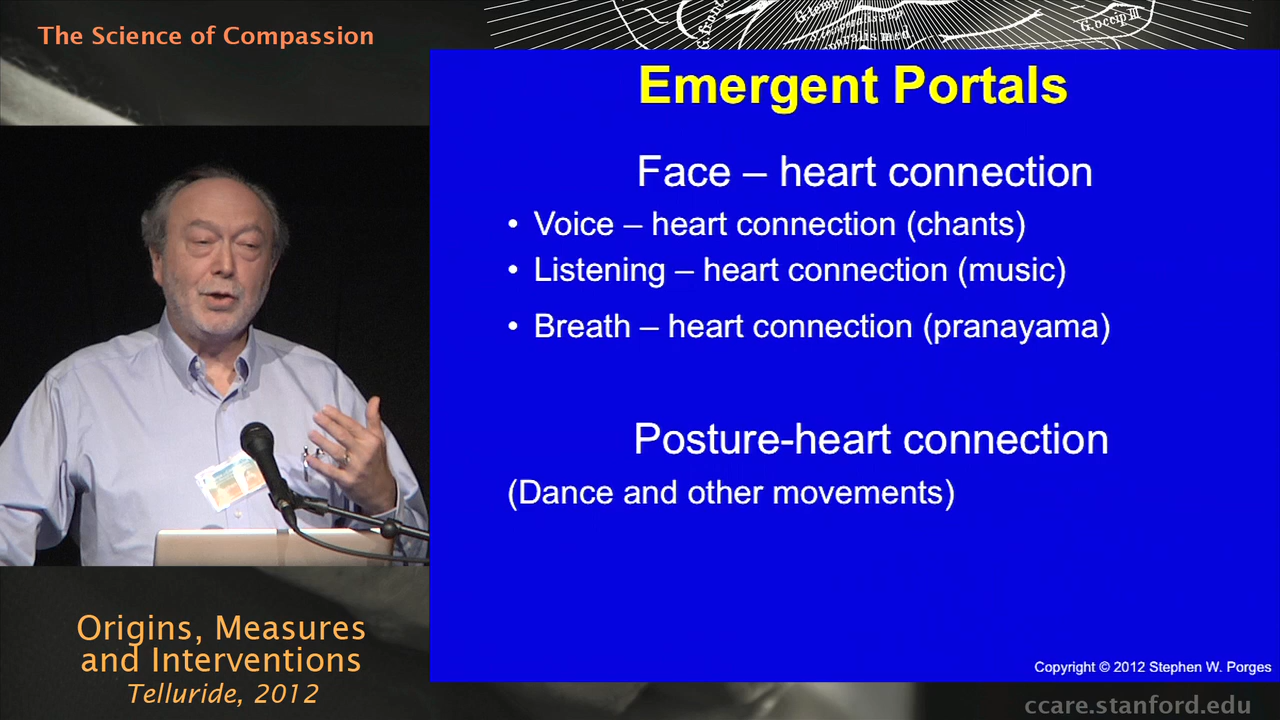 The Science of Compassion
G.occip III
Emergent Portals
Face – heart connection
• Voice – heart connection (chants)
• Listening – heart connection (music)
• Breath – heart connection (pranayama)
Posture-heart connection
(Dance and other movements)
Origins, Measures
and Interventions
Telluride, 2012
Copyright © 2012 Stephen W. Porges
ccare.stanford.edu